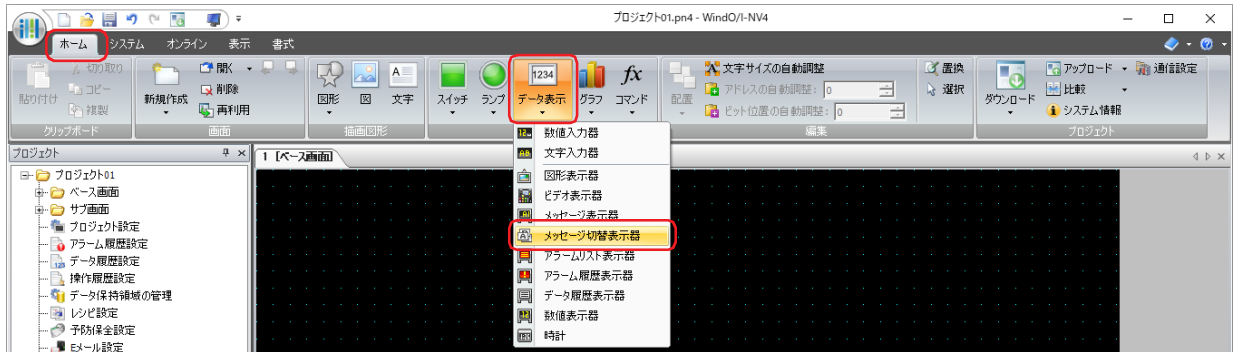 プロジェクト01.pn4 - WindO/I-NV4
ホーム システム オンライン 表示 書式
貼り付け 切り取り コピー 複製
クリップボード
新規作成 開く 削除 再利用
画面
図形 図 文字
描画図形
スイッチ ランプ データ表示 グラフ コマンド
1234
fx
配置 文字サイズの自動調整 置換
アドレスの自動調整: 0 選択
ビット位置の自動調整: 0
編集
ダウンロード アップロード 通信設定
比較
システム情報
プロジェクト
プロジェクト
プロジェクト01
ベース画面
サブ画面
プロジェクト設定
アラーム履歴設定
データ履歴設定
操作履歴設定
データ保持領域の管理
レシピ設定
予防保全設定
Eメール設定
1 [ベース画面]
数値入力器
文字入力器
図形表示器
ビデオ表示器
メッセージ表示器
メッセージ切替表示器
アラームリスト表示器
アラーム履歴表示器
データ履歴表示器
数値表示器
時計